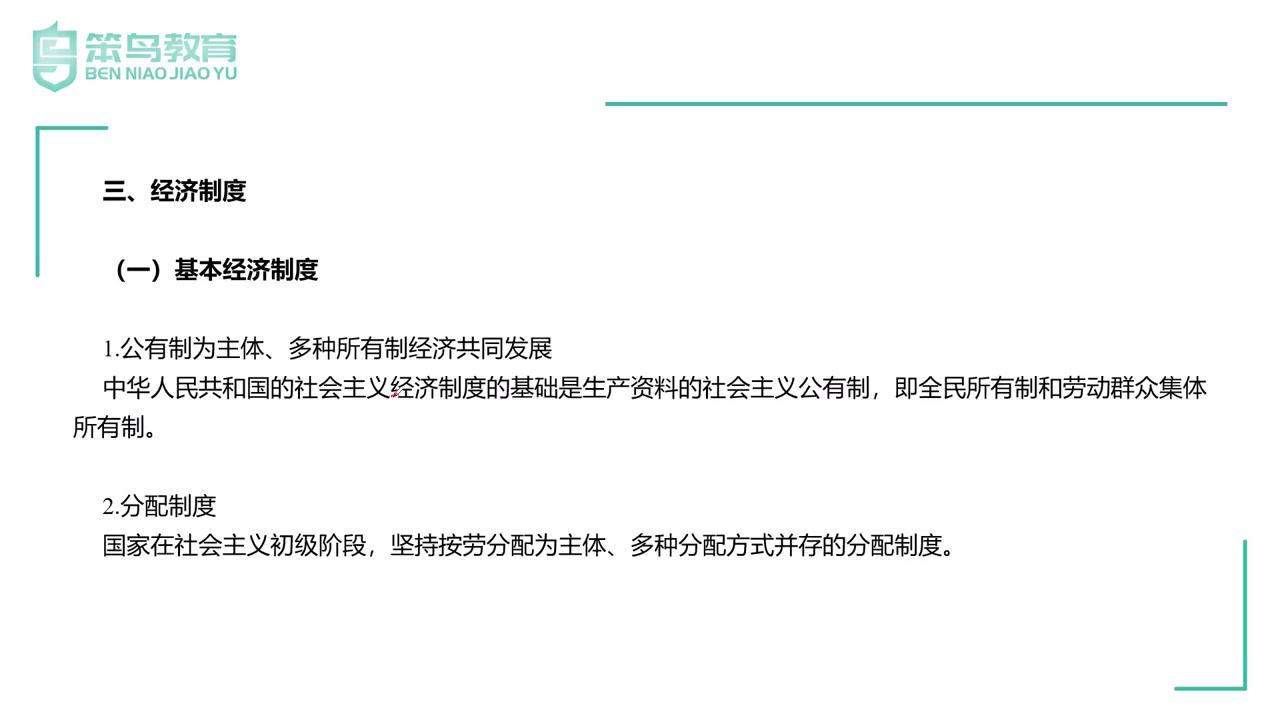 笨鸟教育
BEN NIAO JIAO YU
三、经济制度
（一）基本经济制度
1.公有制为主体、多种所有制经济共同发展
中华人民共和国的社会主义经济制度的基础是生产资料的社会主义公有制，即全民所有制和劳动群众集体
所有制。
2.分配制度
国家在社会主义初级阶段，坚持按劳分配为主体、多种分配方式并存的分配制度。